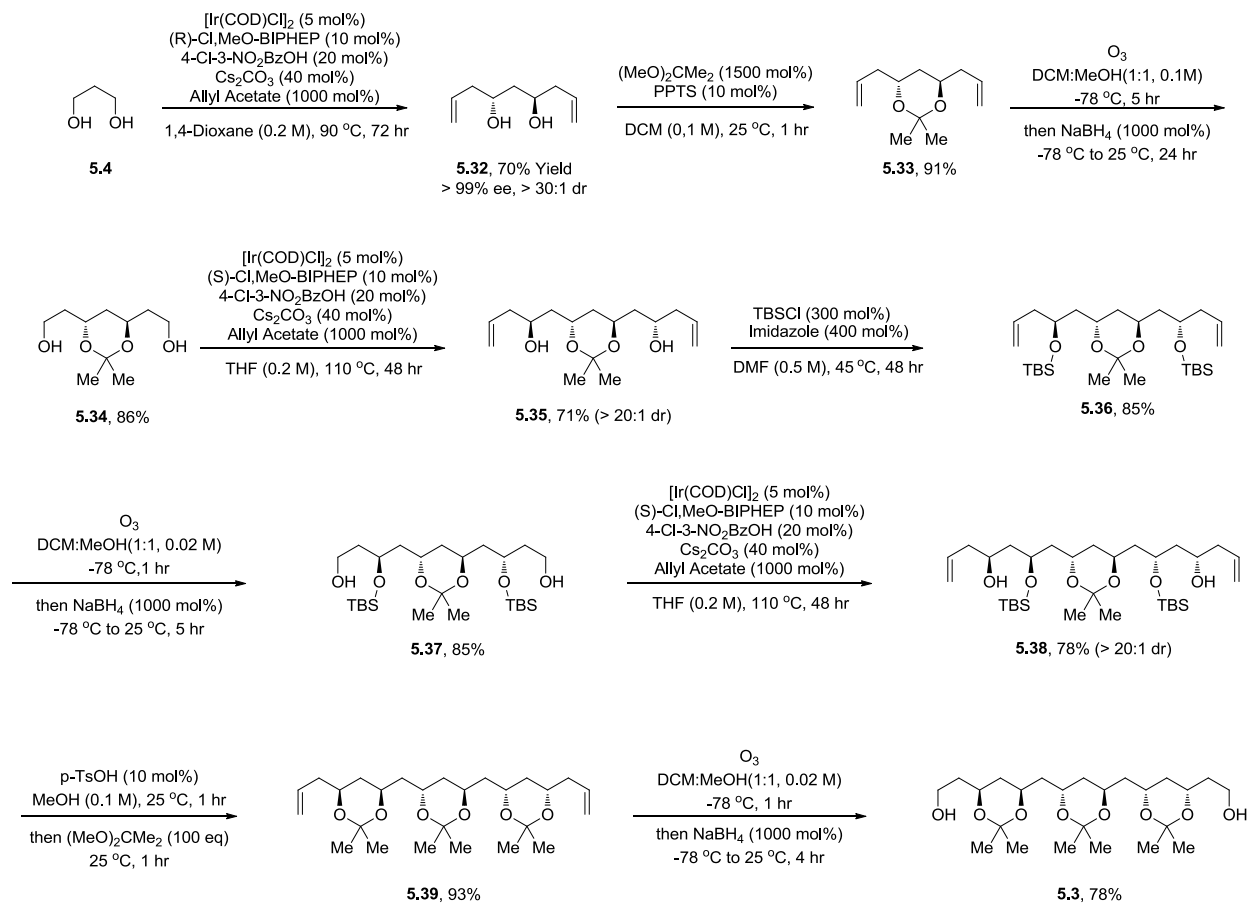 [Ir(COD)Cl]2 (5 mol%)
(R)-Cl,MeO-BIPHEP (10 mol%)
4-Cl-3-NO2BzOH (20 mol%)
Cs2CO3 (40 mol%)
Allyl Acetate (1000 mol%)
1,4-Dioxane (0.2 M), 90 °C, 72 hr
OH OH
5.4
OH OH
5.32, 70% Yield
> 99% ee, > 30:1 dr
(MeO)2CMe2 (1500 mol%)
PPTS (10 mol%)
DCM (0,1 M), 25 °C, 1 hr
O O
Me Me
5.33, 91%
O3
DCM:MeOH(1:1, 0.1M)
-78 °C, 5 hr
then NaBH4 (1000 mol%)
-78 °C to 25 °C, 24 hr
OH O O OH
Me Me
5.34, 86%
[Ir(COD)Cl]2 (5 mol%)
(S)-Cl,MeO-BIPHEP (10 mol%)
4-Cl-3-NO2BzOH (20 mol%)
Cs2CO3 (40 mol%)
Allyl Acetate (1000 mol%)
THF (0.2 M), 110 °C, 48 hr
OH O O OH
Me Me
5.35, 71% (> 20:1 dr)
TBSCl (300 mol%)
Imidazole (400 mol%)
DMF (0.5 M), 45 °C, 48 hr
O O O O
TBS Me Me TBS
5.36, 85%
O3
DCM:MeOH(1:1, 0.02 M)
-78 °C,1 hr
then NaBH4 (1000 mol%)
-78 °C to 25 °C, 5 hr
OH O O O O OH
TBS Me Me TBS
5.37, 85%
[Ir(COD)Cl]2 (5 mol%)
(S)-Cl,MeO-BIPHEP (10 mol%)
4-Cl-3-NO2BzOH (20 mol%)
Cs2CO3 (40 mol%)
Allyl Acetate (1000 mol%)
THF (0.2 M), 110 °C, 48 hr
OH O O O O OH
TBS Me Me TBS
5.38, 78% (> 20:1 dr)
p-TsOH (10 mol%)
MeOH (0.1 M), 25 °C, 1 hr
then (MeO)2CMe2 (100 eq)
25 °C, 1 hr
O O O O O O
Me Me Me Me Me Me
5.39, 93%
O3
DCM:MeOH(1:1, 0.02 M)
-78 °C, 1 hr
then NaBH4 (1000 mol%)
-78 °C to 25 °C, 4 hr
OH O O O O O O OH
Me Me Me Me Me Me
5.3, 78%